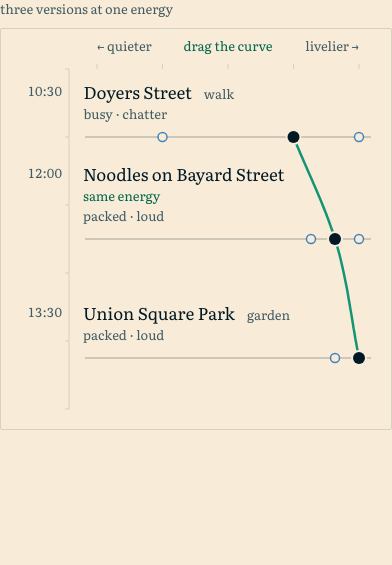 three versions at one energy
← quieter drag the curve livelier →
10:30 Doyers Street walk
busy · chatter
12:00 Noodles on Bayard Street
same energy
packed · loud
13:30 Union Square Park garden
packed · loud